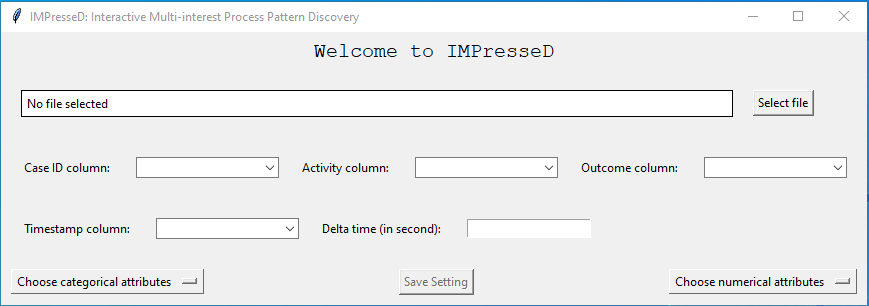 IMPresseD: Interactive Multi-interest Process Pattern Discovery
Welcome to IMPresseD
No file selected
Select file
Case ID column:
Activity column:
Outcome column:
Timestamp column:
Delta time (in second):
Choose categorical attributes
Save Setting
Choose numerical attributes